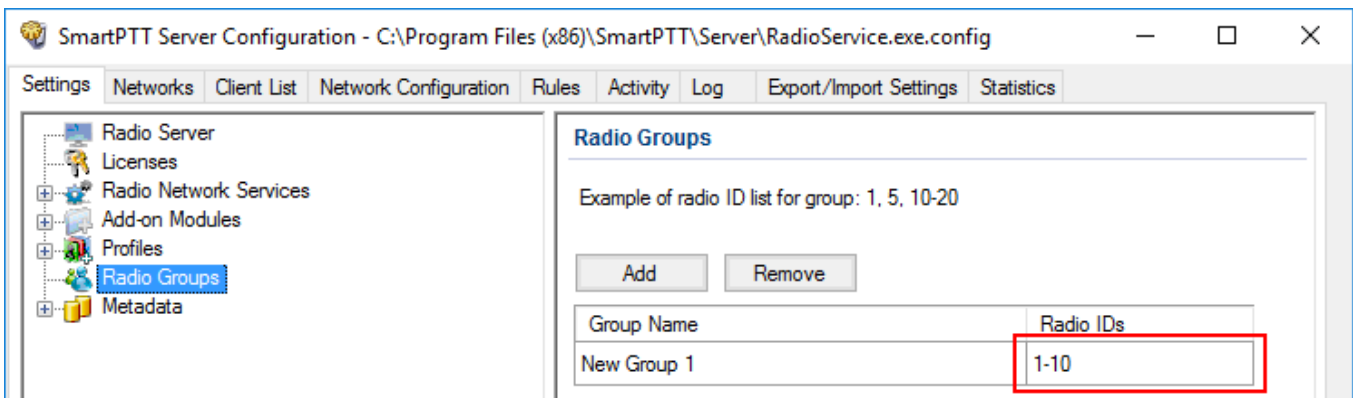 SmartPTT Server Configuration - C:\Program Files (x86)\SmartPTT\Server\RadioService.exe.config
Settings Networks Client List Network Configuration Rules Activity Log Export/Import Settings Statistics
Radio Server
Licenses
Radio Network Services
Add-on Modules
Profiles
Radio Groups
Metadata
Radio Groups
Example of radio ID list for group: 1, 5, 10-20
Add Remove
Group Name Radio IDs
New Group 1 1-10